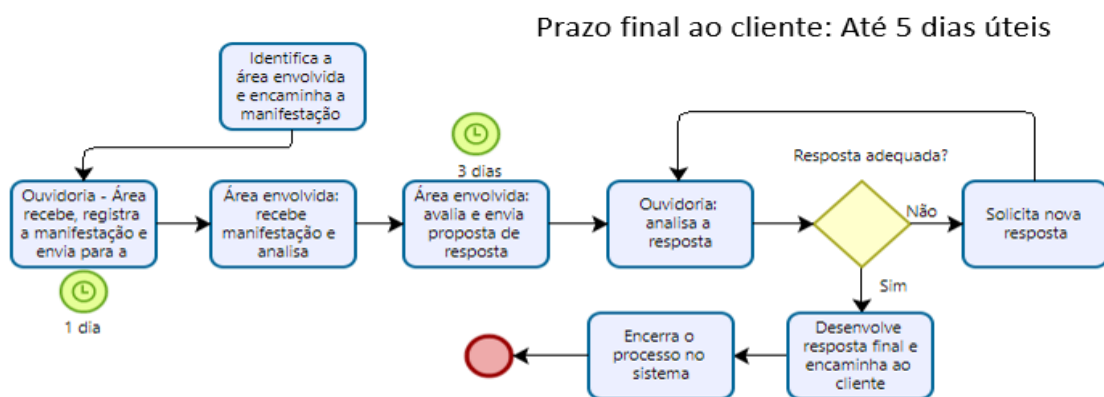 Prazo final ao cliente: Até 5 dias úteis
Identifica a
área envolvida
e encaminha a
manifestação
3 dias
Resposta adequada?
Ouvidoria - Área
recebe, registra
a manifestação e
envia para a
Área envolvida:
recebe
manifestação e
analisa
Área envolvida:
avalia e envia
proposta de
resposta
Ouvidoria:
analisa a
resposta
Não
Solicita nova
resposta
1 dia
Sim
Encerra o
processo no
sistema
Desenvolve
resposta final e
encaminha ao
cliente